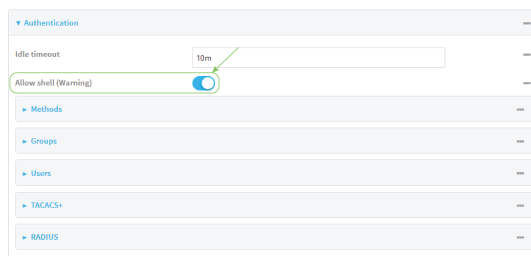 ▼ Authentication
Idle timeout
10m
Allow shell (Warning)
► Methods
► Groups
► Users
► TACACS+
► RADIUS